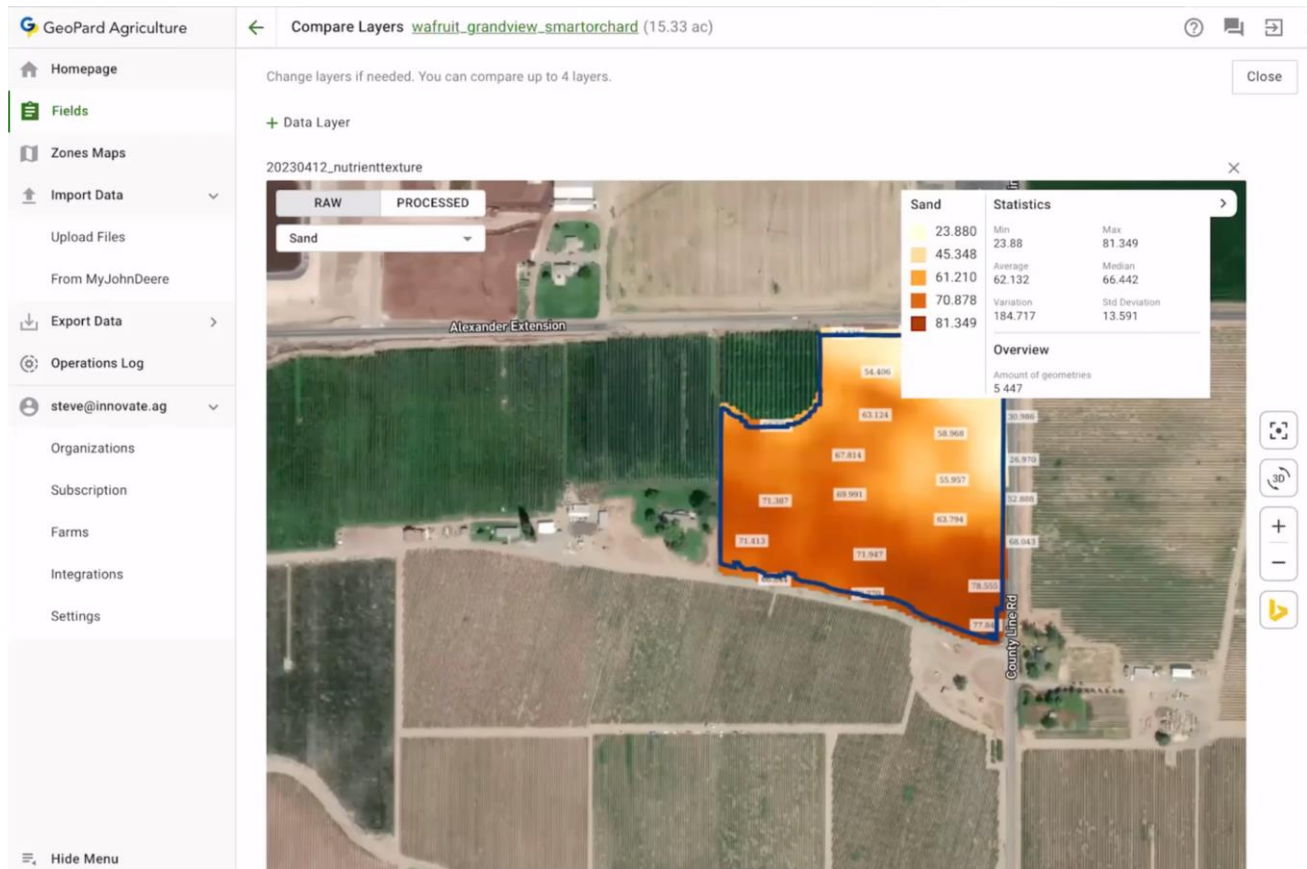 GeoPard Agriculture
Compare Layers wafruit_grandview_smartorchard (15.33 ac)
Homepage
Fields
Zones Maps
Import Data
Upload Files
From MyJohnDeere
Export Data
Operations Log
steve@innovate.ag
Organizations
Subscription
Farms
Integrations
Settings
Hide Menu
Change layers if needed. You can compare up to 4 layers.
Close
+ Data Layer
20230412_nutrienttexture
RAW PROCESSED
Sand
Sand
23.880
45.348
61.210
70.878
81.349
Statistics
Min Max
23.88 81.349
Average Median
62.132 66.442
Variation Std Deviation
184.717 13.591
Overview
Amount of geometries
5 447
Alexander Extension
54.406
63.124
30.986
58.968
67.814
26.970
55.957
69.991
71.387
52.888
63.794
71.413
68.043
71.947
78.555
77.84
County Line Rd
3D